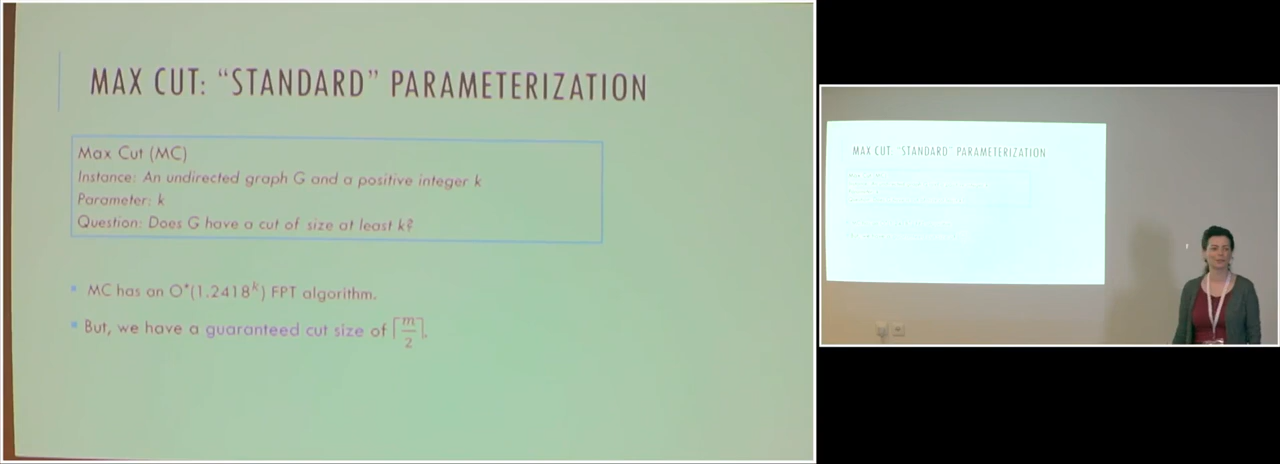 MAX CUT: "STANDARD" PARAMETERIZATION
Max Cut (MC)
Instance: An undirected graph G and a positive integer k
Parameter: k
Question: Does G have a cut of size at least k?
▪ MC has an O*(1.2418^k) FPT algorithm.
▪ But, we have a guaranteed cut size of ⌈m/2⌉.
MAX CUT: "STANDARD" PARAMETERIZATION